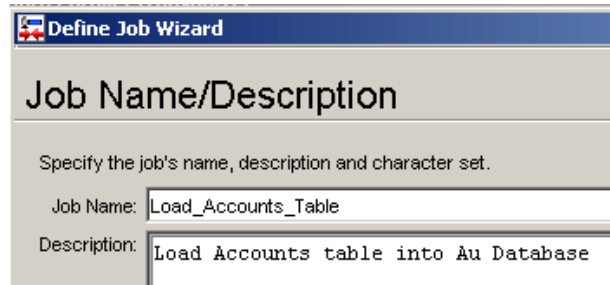 Define Job Wizard
Job Name/Description
Specify the job's name, description and character set.
Job Name: Load_Accounts_Table
Description: Load Accounts table into Au Database